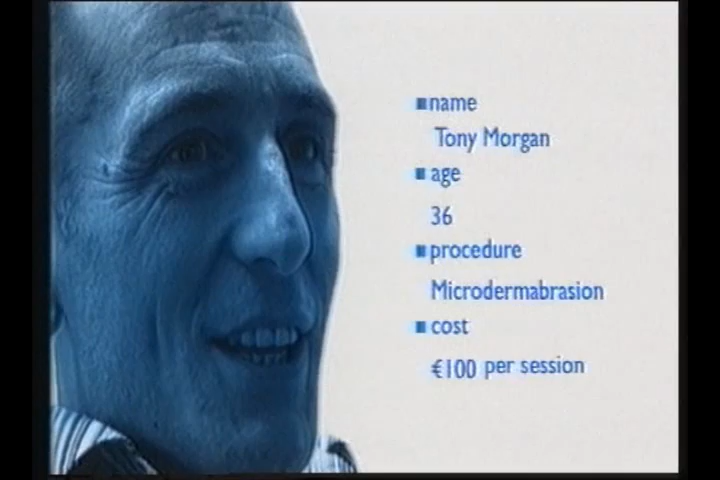 name
Tony Morgan
age
36
procedure
Microdermabrasion
cost
€100 per session